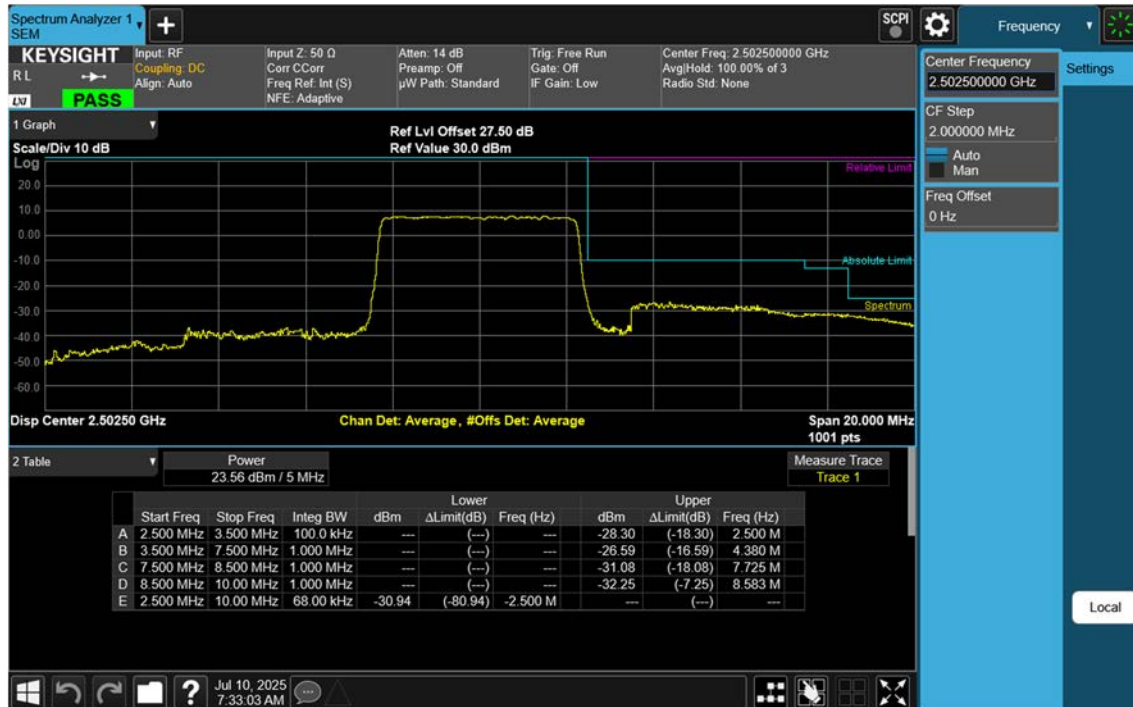 Spectrum Analyzer 1
SEM
SCPI
Frequency
KEYSIGHT
R L
LXI
PASS
Input: RF
Coupling: DC
Align: Auto
Input Z: 50 Ω
Corr CCorr
Freq Ref: Int (S)
NFE: Adaptive
Atten: 14 dB
Preamp: Off
µW Path: Standard
Trig: Free Run
Gate: Off
IF Gain: Low
Center Freq: 2.502500000 GHz
Avg|Hold: 100.00% of 3
Radio Std: None
Center Frequency
2.502500000 GHz
Settings
CF Step
2.000000 MHz
Auto
Man
Freq Offset
0 Hz
1 Graph
Scale/Div 10 dB
Ref Lvl Offset 27.50 dB
Ref Value 30.0 dBm
Log
20.0
10.0
0.00
-10.0
-20.0
-30.0
-40.0
-50.0
-60.0
Relative Limit
Absolute Limit
Spectrum
Disp Center 2.50250 GHz
Chan Det: Average, #Offs Det: Average
Span 20.000 MHz
1001 pts
2 Table
Power
23.56 dBm / 5 MHz
Measure Trace
Trace 1
Lower Upper
Start Freq Stop Freq Integ BW dBm ΔLimit(dB) Freq (Hz) dBm ΔLimit(dB) Freq (Hz)
A 2.500 MHz 3.500 MHz 100.0 kHz --- (---) --- -28.30 (-18.30) 2.500 M
B 3.500 MHz 7.500 MHz 1.000 MHz --- (---) --- -26.59 (-16.59) 4.380 M
C 7.500 MHz 8.500 MHz 1.000 MHz --- (---) --- -31.08 (-18.08) 7.725 M
D 8.500 MHz 10.00 MHz 1.000 MHz --- (---) --- -32.25 (-7.25) 8.583 M
E 2.500 MHz 10.00 MHz 68.00 kHz -30.94 (-80.94) -2.500 M --- (---) ---
Local
?
Jul 10, 2025
7:33:03 AM